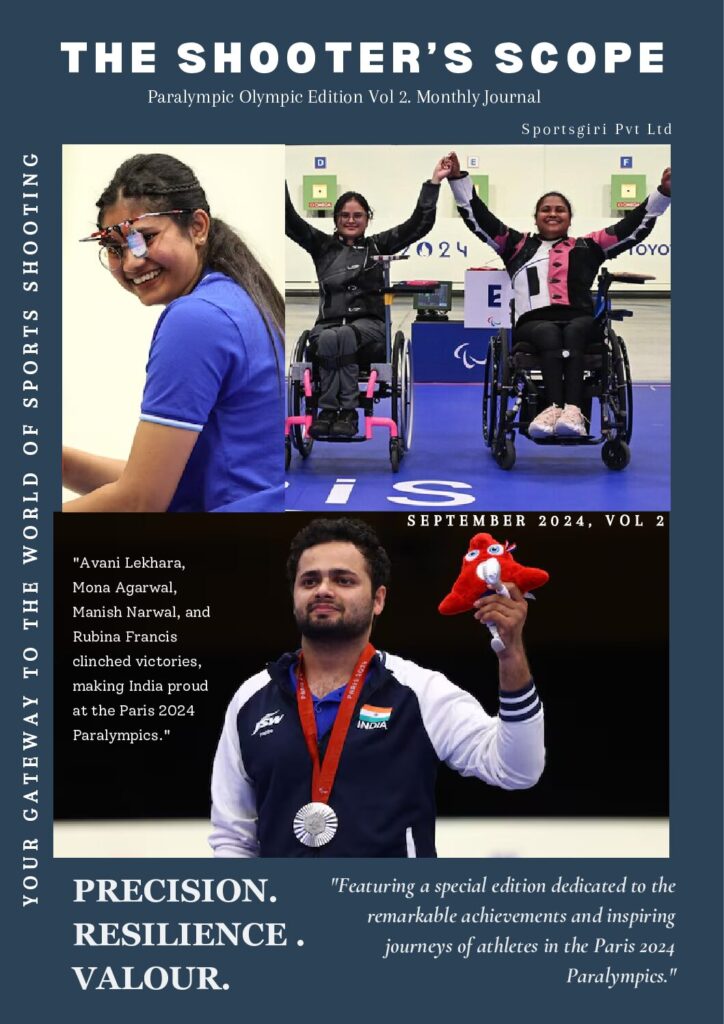 THE SHOOTER'S SCOPE
Paralympic Olympic Edition Vol 2. Monthly Journal
Sportsgiri Pvt Ltd
YOUR GATEWAY TO THE WORLD OF SPORTS SHOOTING
D
E
F
24
TOYO
E
iS
SEPTEMBER 2024, VOL 2
"Avani Lekhara,
Mona Agarwal,
Manish Narwal, and
Rubina Francis
clinched victories,
making India proud
at the Paris 2024
Paralympics."
JSW
INDIA
PARIS 2024
PRECISION.
RESILIENCE .
VALOUR.
"Featuring a special edition dedicated to the
remarkable achievements and inspiring
journeys of athletes in the Paris 2024
Paralympics."